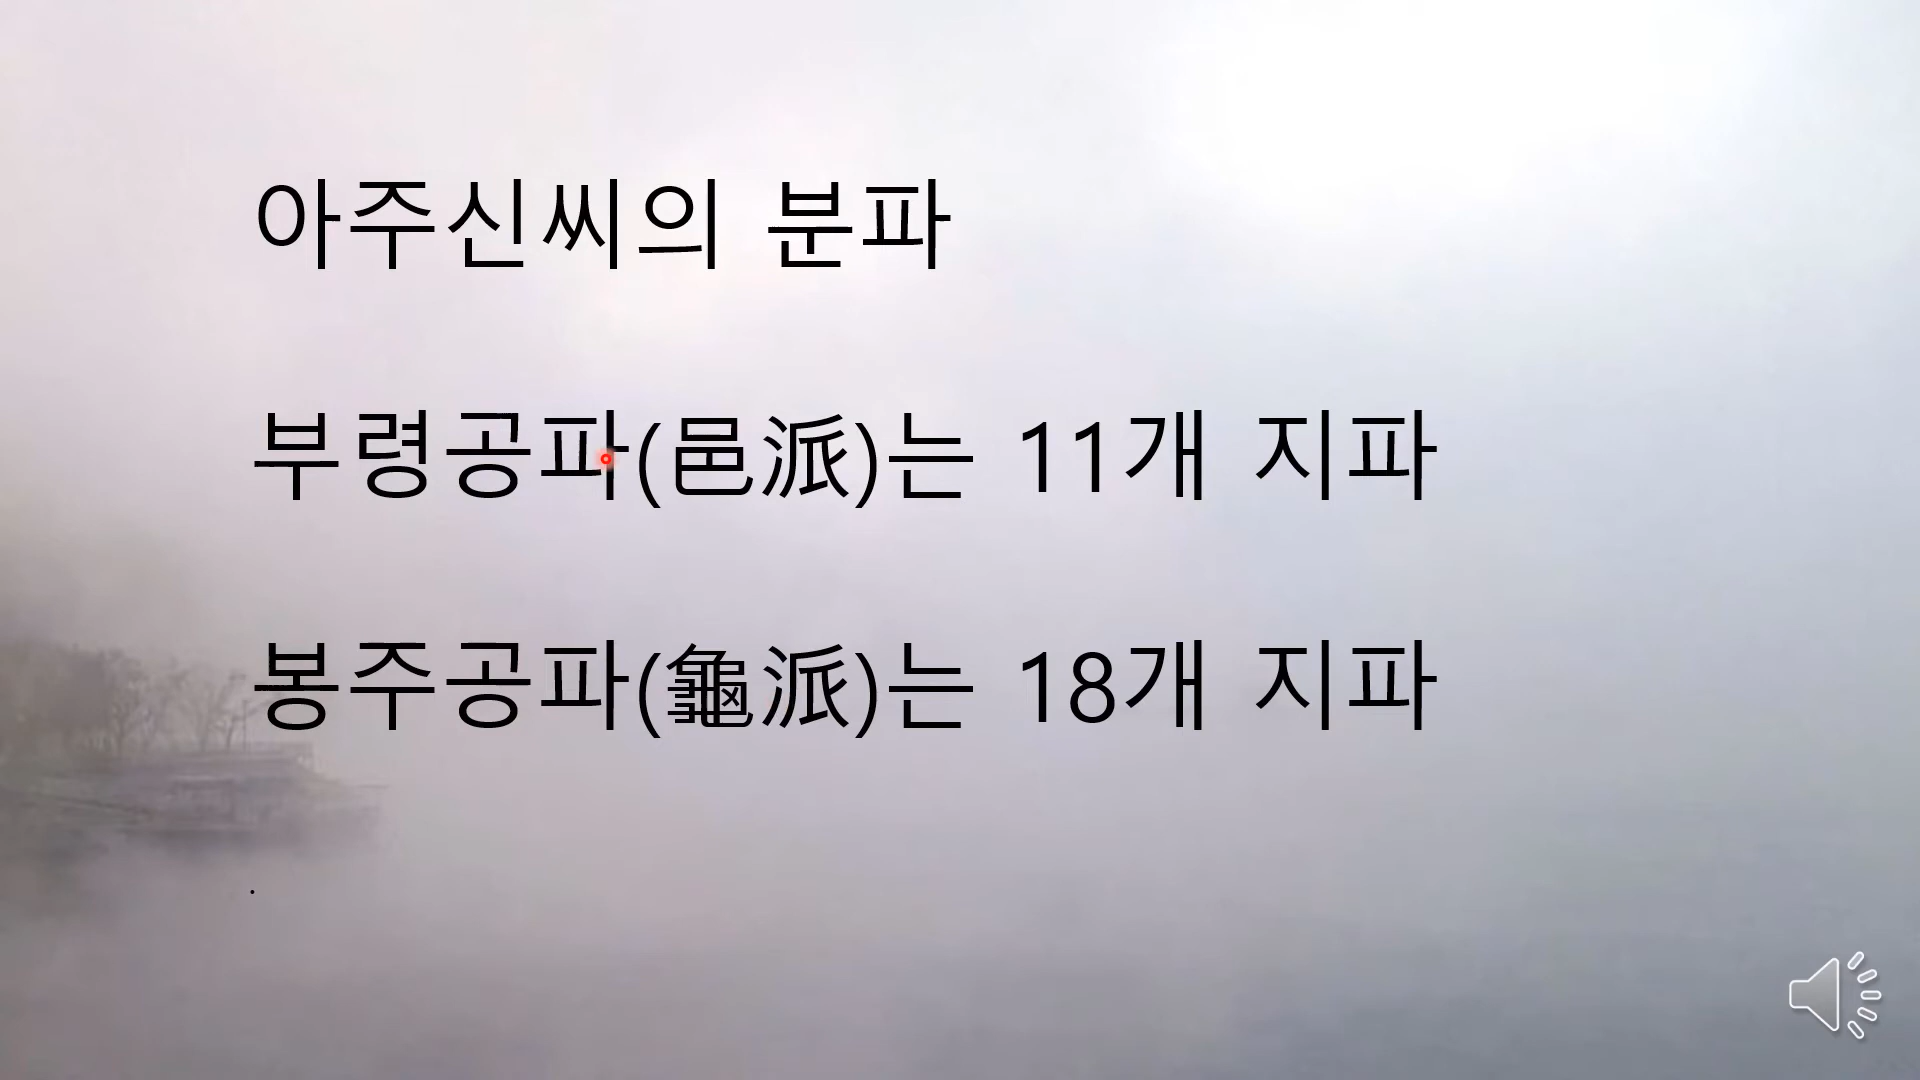 아주신씨의 분파
부령공파(邑派)는 11개 지파
봉주공파(龜派)는 18개 지파
.